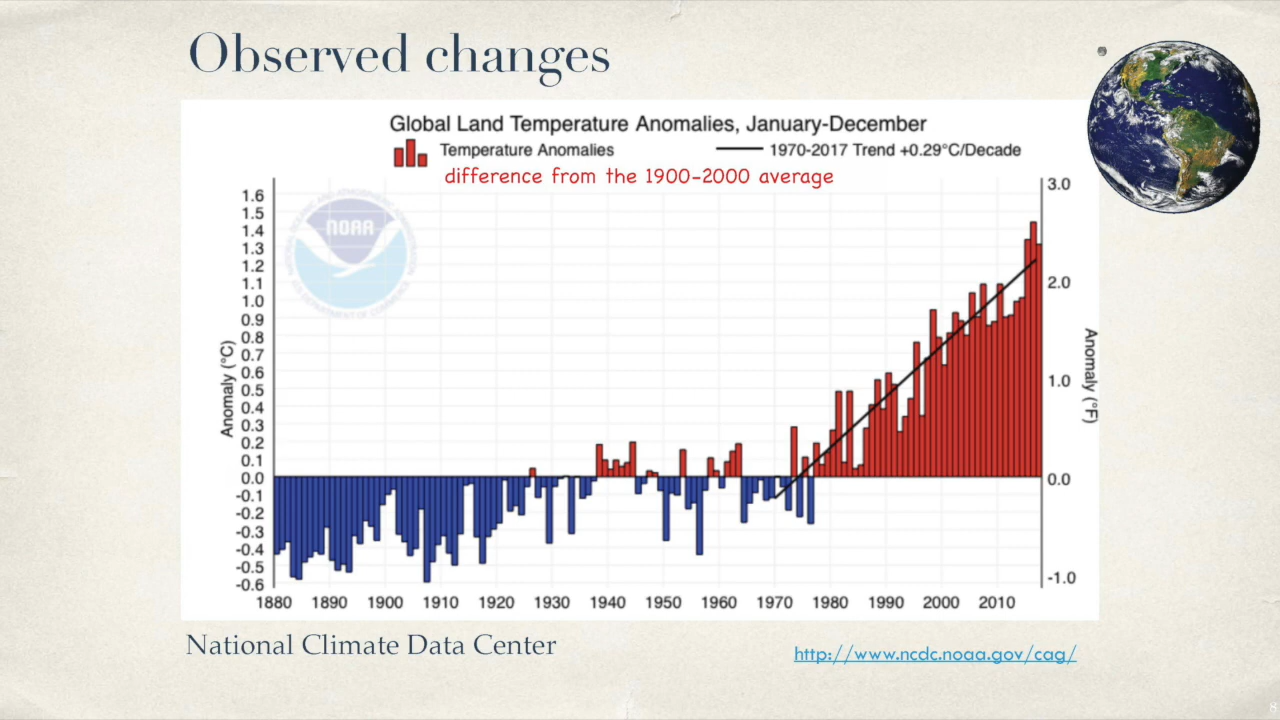 Observed changes
Global Land Temperature Anomalies, January-December
Temperature Anomalies
1970-2017 Trend +0.29°C/Decade
difference from the 1900-2000 average
Anomaly (°C)
1.6
1.5
1.4
1.3
1.2
1.1
1.0
0.9
0.8
0.7
0.6
0.5
0.4
0.3
0.2
0.1
0.0
-0.1
-0.2
-0.3
-0.4
-0.5
-0.6
NOAA
3.0
2.0
1.0
0.0
-1.0
Anomaly (°F)
1880 1890 1900 1910 1920 1930 1940 1950 1960 1970 1980 1990 2000 2010
National Climate Data Center
http://www.ncdc.noaa.gov/cag/
8